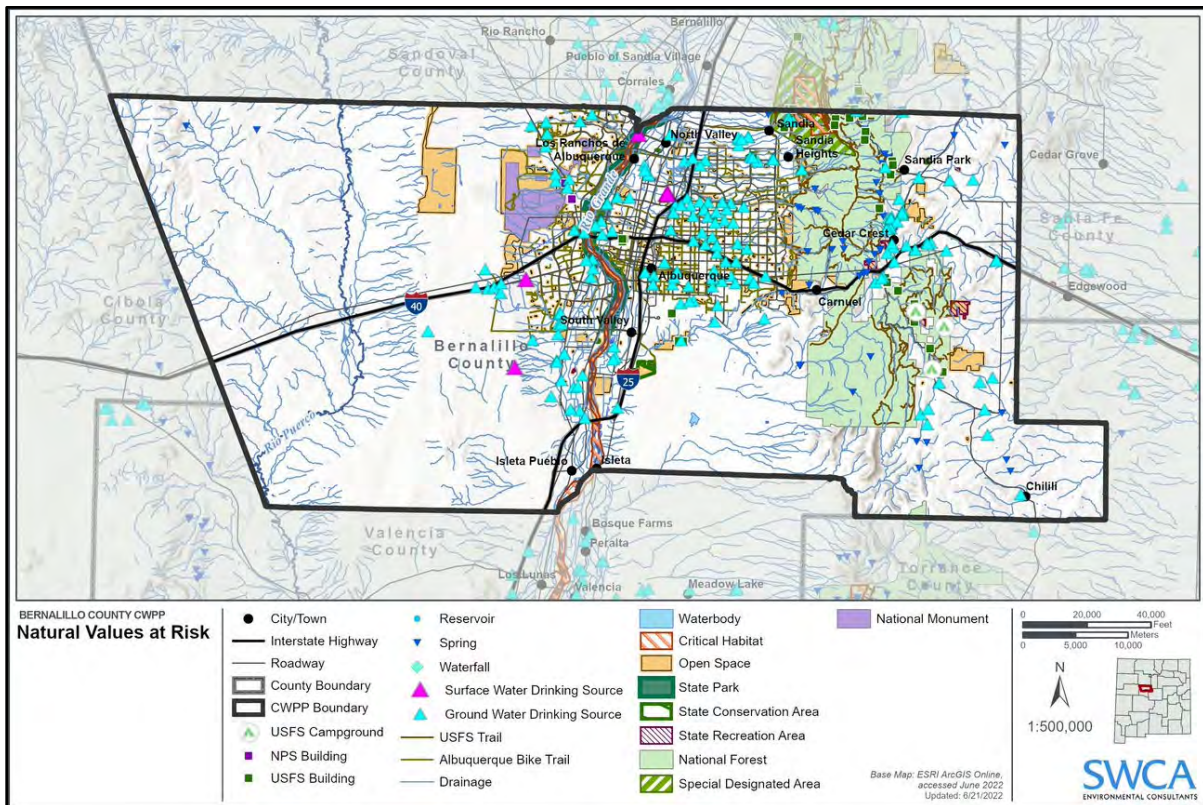 Bernalillo
Rio Rancho
Sandoval
County
Pueblo of Sandia Village
Corrales
North Valley
Sandia
Los Ranchos de
Albuquerque
Sandia
Heights
Sandia Park
Cedar Grove
Rio Grande
Santa Fe
County
Cedar Crest
Albuquerque
Edgewood
Cibola
County
40
Carnuel
South Valley
Bernalillo
County
25
Rio Puerco
Isleta Pueblo
Isleta
Chilili
Valencia
County
Bosque Farms
Peralta
Los Lunas
Valencia
Meadow Lake
Torrance
County
BERNALILLO COUNTY CWPP
Natural Values at Risk
City/Town
Interstate Highway
Roadway
County Boundary
CWPP Boundary
USFS Campground
NPS Building
USFS Building
Reservoir
Spring
Waterfall
Surface Water Drinking Source
Ground Water Drinking Source
USFS Trail
Albuquerque Bike Trail
Drainage
Waterbody
Critical Habitat
Open Space
State Park
State Conservation Area
State Recreation Area
National Forest
Special Designated Area
National Monument
0 20,000 40,000
Feet
Meters
0 5,000 10,000
N
1:500,000
Base Map: ESRI ArcGIS Online,
accessed June 2022
Updated: 6/21/2022
SWCA
ENVIRONMENTAL CONSULTANTS